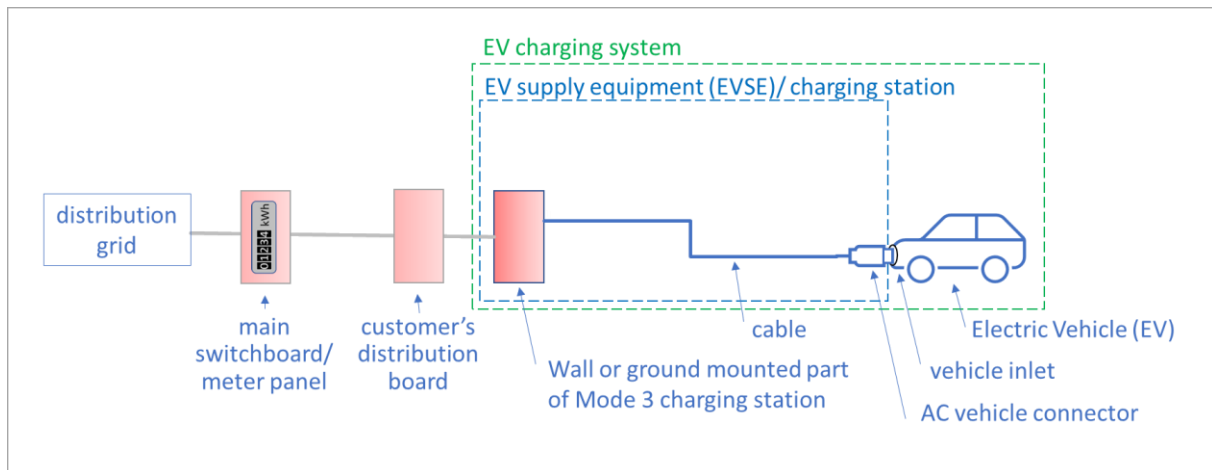 EV charging system
EV supply equipment (EVSE)/ charging station
distribution
grid
01234 kWh
main
switchboard/
meter panel
customer’s
distribution
board
Wall or ground mounted part
of Mode 3 charging station
cable
Electric Vehicle (EV)
vehicle inlet
AC vehicle connector